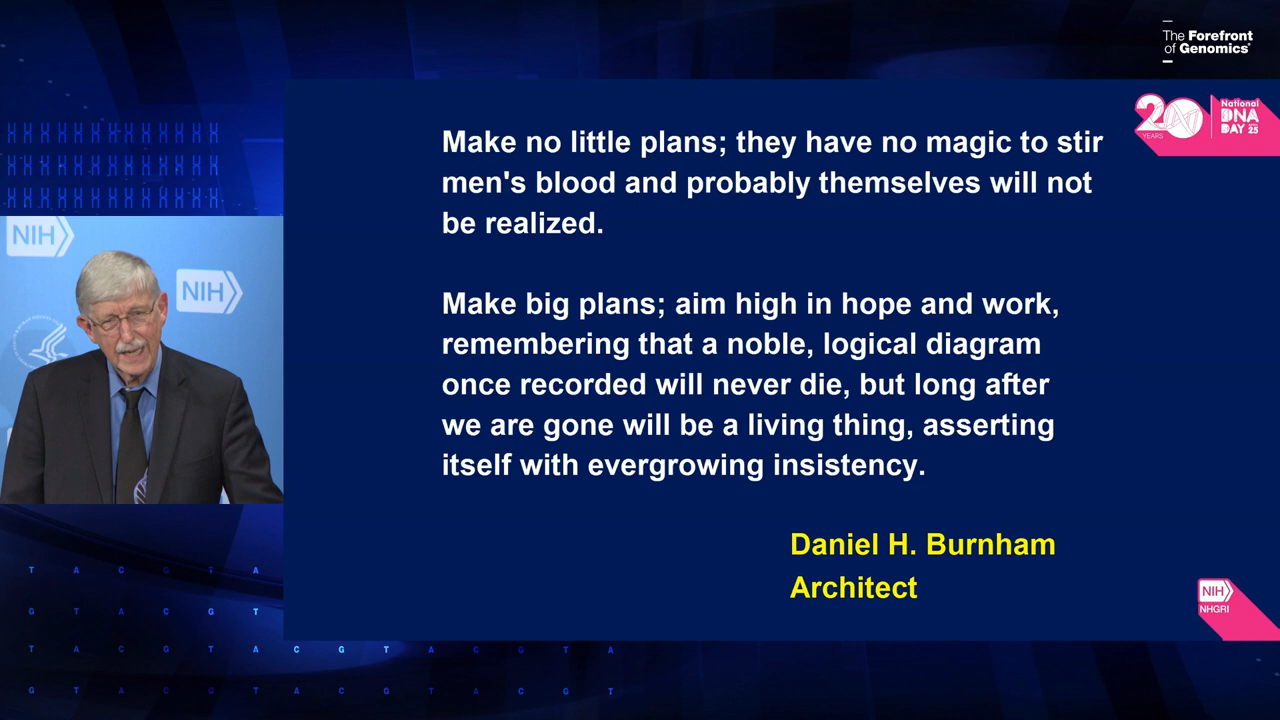 The Forefront
of Genomics®
20
YEARS
National
DNA
DAY APRIL 25
Make no little plans; they have no magic to stir
men's blood and probably themselves will not
be realized.
Make big plans; aim high in hope and work,
remembering that a noble, logical diagram
once recorded will never die, but long after
we are gone will be a living thing, asserting
itself with evergrowing insistency.
Daniel H. Burnham
Architect
NIH
NIH
NIH
NHGRI
T A C G T A
G T A C G T
T A C G T A C G T A C G T A
G T A C G T A C G T A C G T